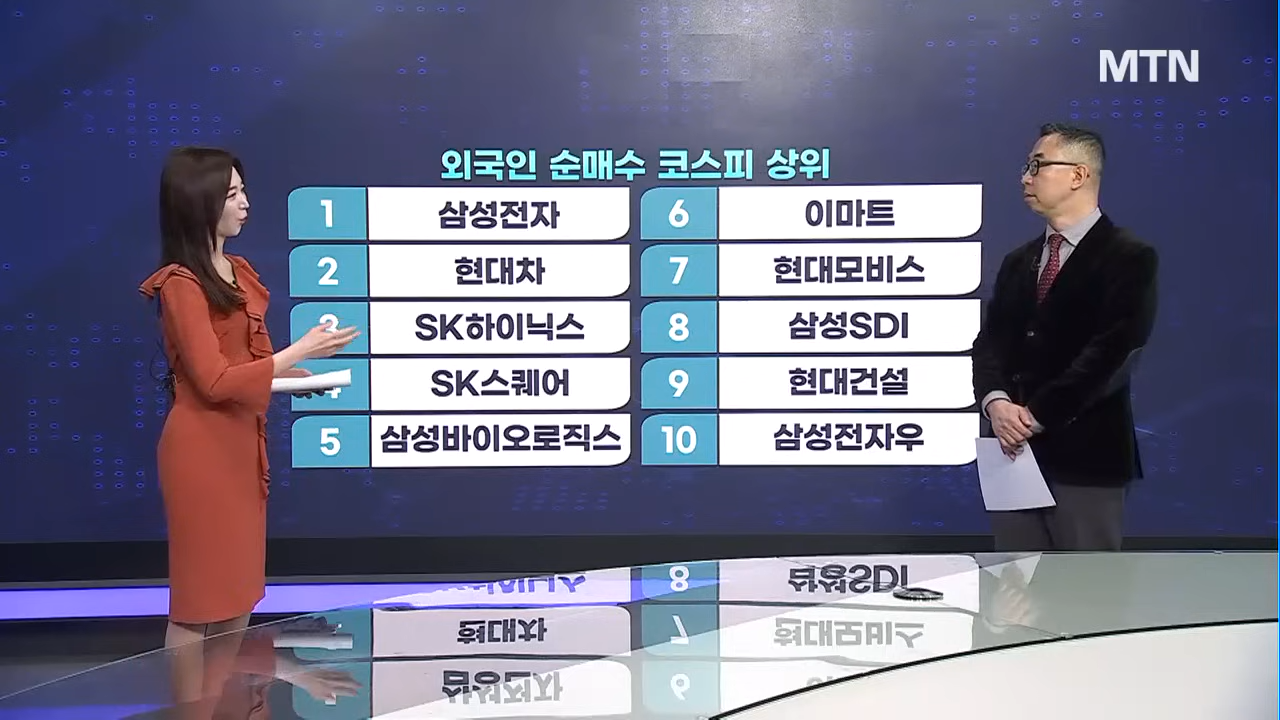 MTN
외국인 순매수 코스피 상위
1 삼성전자
2 현대차
3 SK하이닉스
4 SK스퀘어
5 삼성바이오로직스
6 이마트
7 현대모비스
8 삼성SDI
9 현대건설
10 삼성전자우